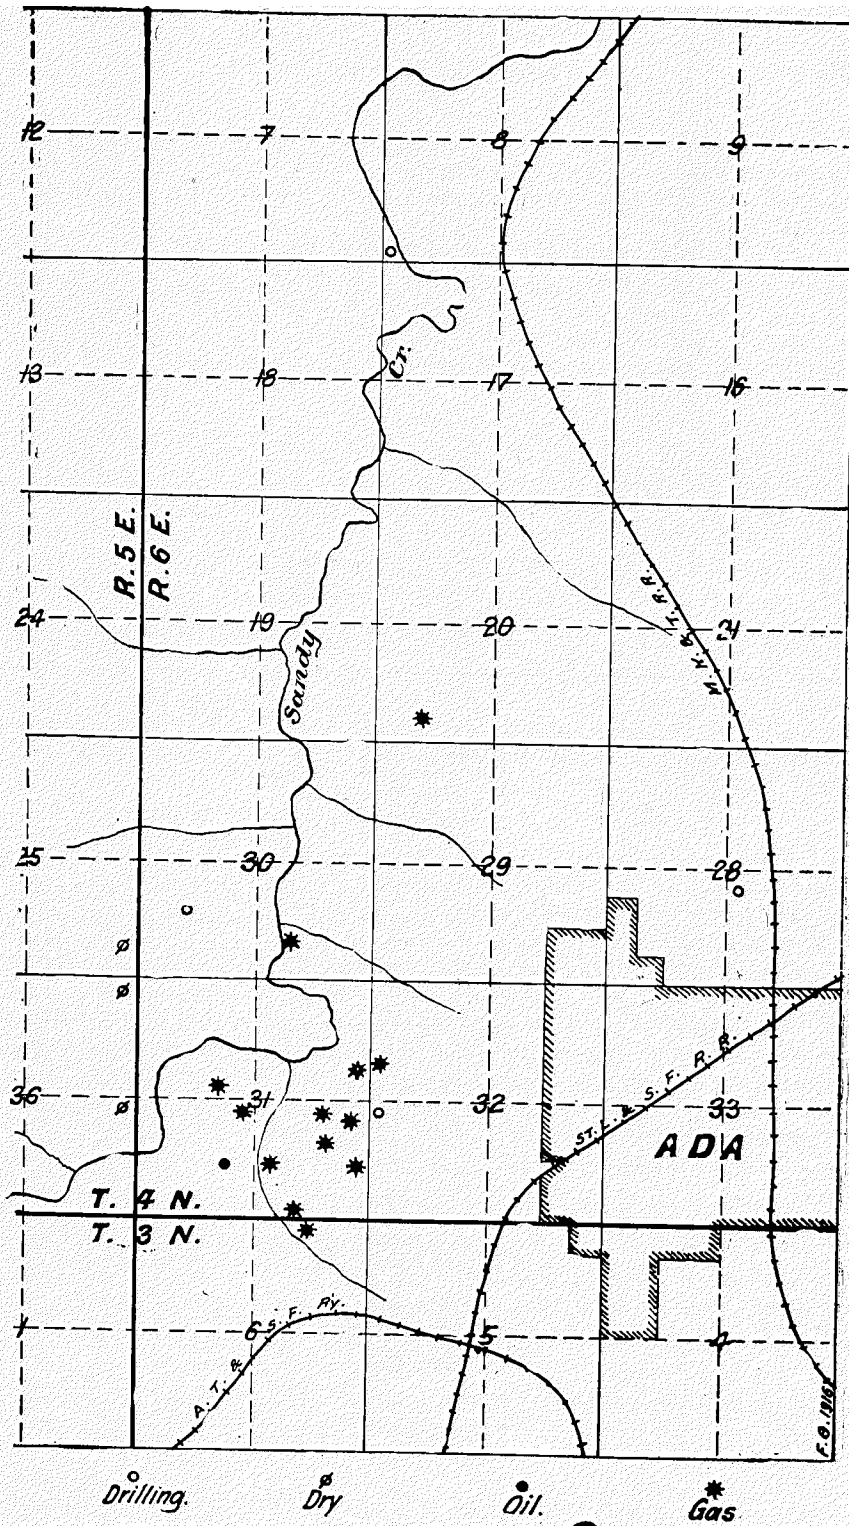 12 7 8 9
Cr.
13 18 17 16
R. 5 E.
R. 6 E.
M. K. & T. R. R.
24 19 20 21
Sandy
25 30 29 28
ST. L. & S. F. R. R.
36 31 32 33
ADA
T. 4 N.
T. 3 N.
A. T. & S. F. Ry.
1 6 5 4
Drilling. Dry Oil. Gas